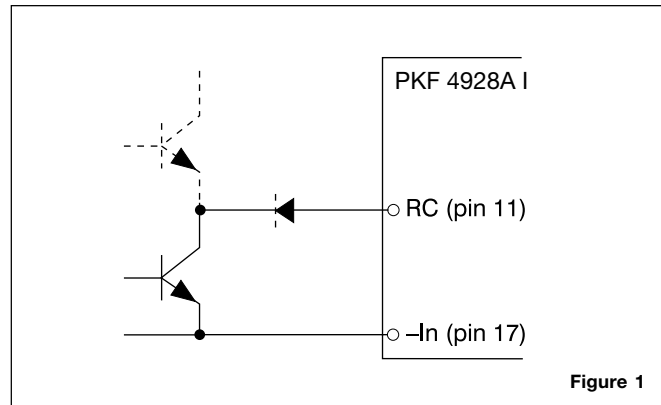 PKF 4928A I
RC (pin 11)
–In (pin 17)
Figure 1